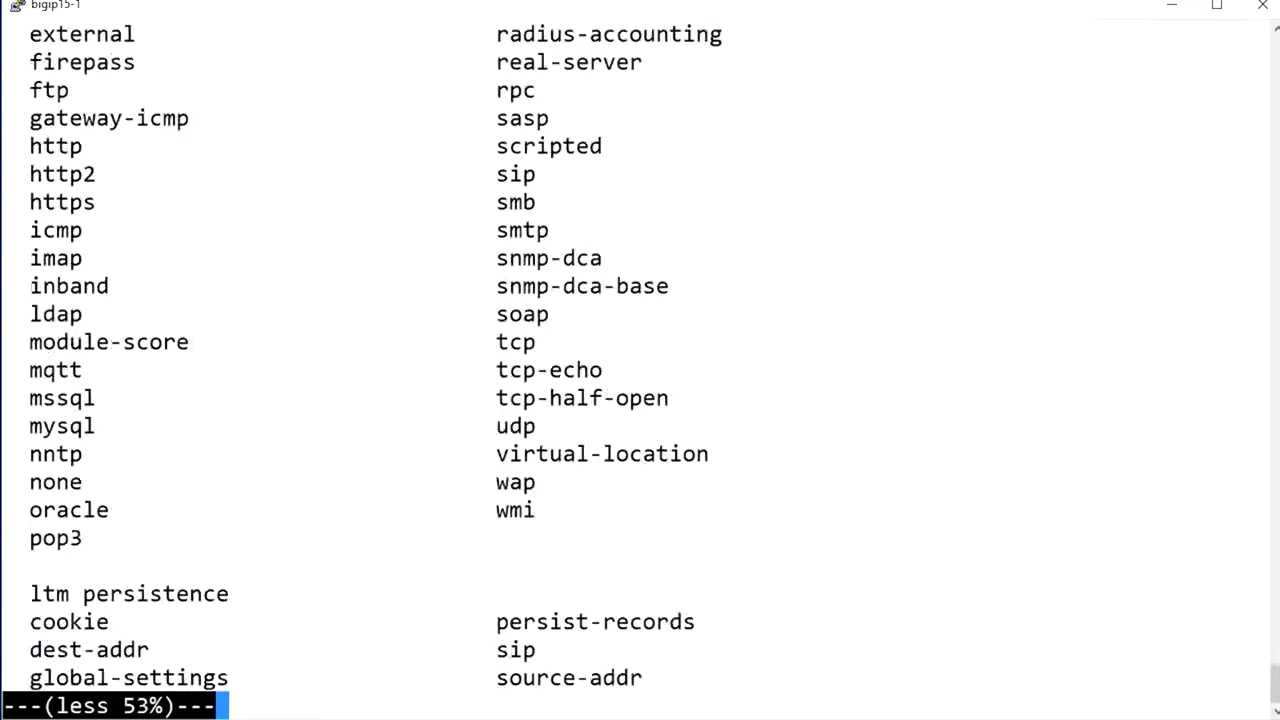 bigip15-1
external radius-accounting
firepass real-server
ftp rpc
gateway-icmp sasp
http scripted
http2 sip
https smb
icmp smtp
imap snmp-dca
inband snmp-dca-base
ldap soap
module-score tcp
mqtt tcp-echo
mssql tcp-half-open
mysql udp
nntp virtual-location
none wap
oracle wmi
pop3
ltm persistence
cookie persist-records
dest-addr sip
global-settings source-addr
---(less 53%)---